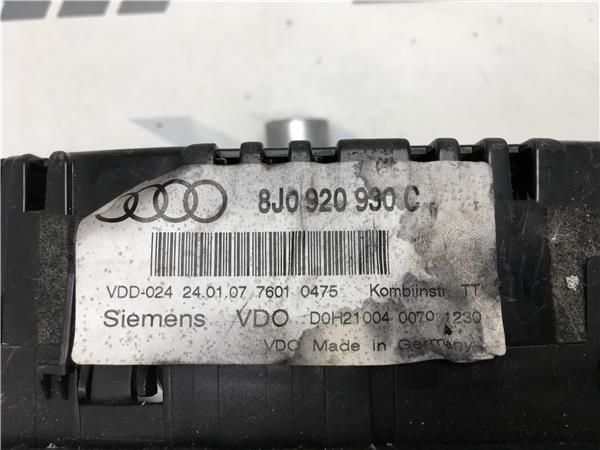 8J0 920 930 C
VDD-024 24.01.07 7601 0475 Kombiinstr. TT
Siemens VDO D0H21004 0070 1230
VDO Made in Germany